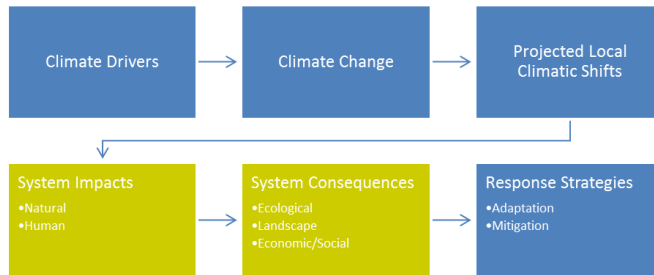 Climate Drivers
Climate Change
Projected Local
Climatic Shifts
System Impacts
•Natural
•Human
System Consequences
•Ecological
•Landscape
•Economic/Social
Response Strategies
•Adaptation
•Mitigation